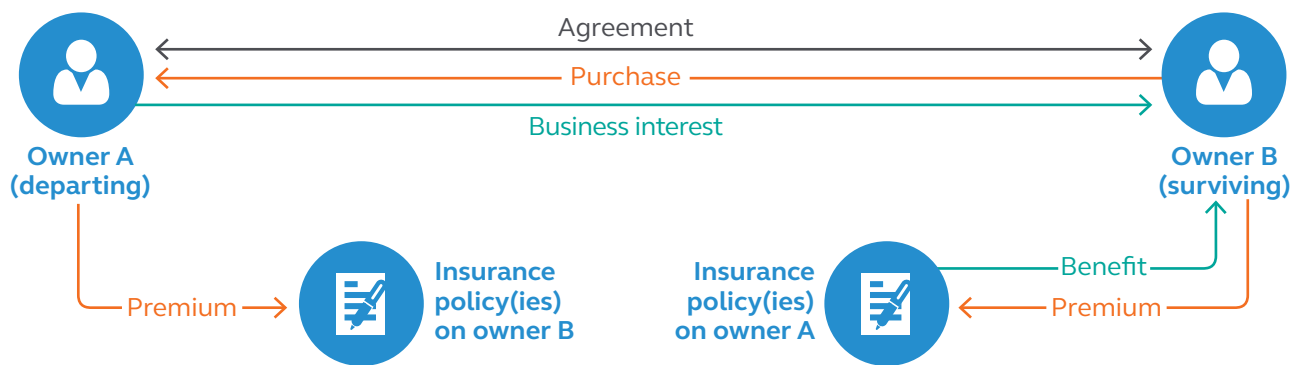 Agreement
Purchase
Business interest
Owner A
(departing)
Owner B
(surviving)
Premium
Insurance
policy(ies)
on owner B
Insurance
policy(ies)
on owner A
Benefit
Premium